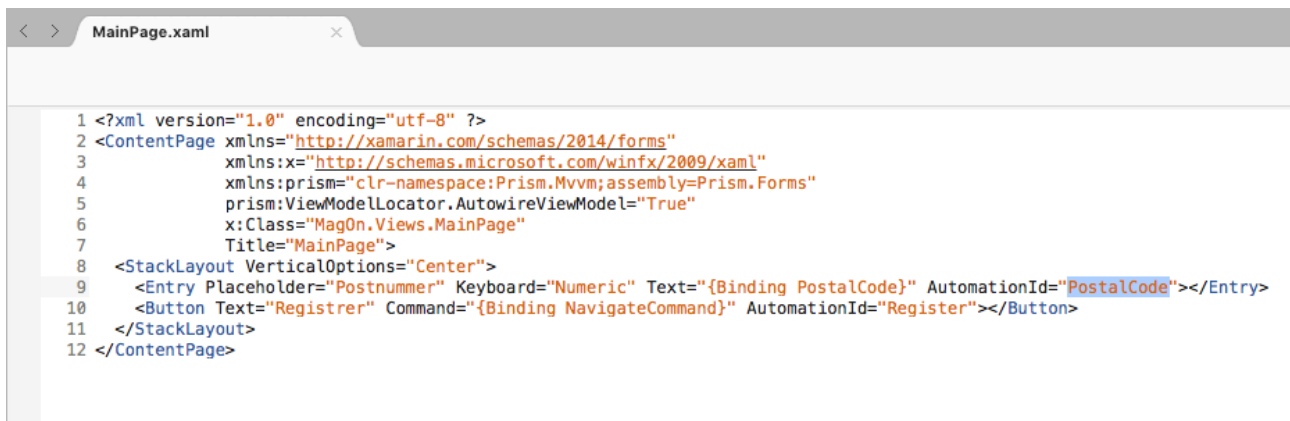 MainPage.xaml
1 <?xml version="1.0" encoding="utf-8" ?>
2 <ContentPage xmlns="http://xamarin.com/schemas/2014/forms"
3 xmlns:x="http://schemas.microsoft.com/winfx/2009/xaml"
4 xmlns:prism="clr-namespace:Prism.Mvvm;assembly=Prism.Forms"
5 prism:ViewModelLocator.AutowireViewModel="True"
6 x:Class="MagOn.Views.MainPage"
7 Title="MainPage">
8 <StackLayout VerticalOptions="Center">
9 <Entry Placeholder="Postnummer" Keyboard="Numeric" Text="{Binding PostalCode}" AutomationId="PostalCode"></Entry>
10 <Button Text="Registrer" Command="{Binding NavigateCommand}" AutomationId="Register"></Button>
11 </StackLayout>
12 </ContentPage>